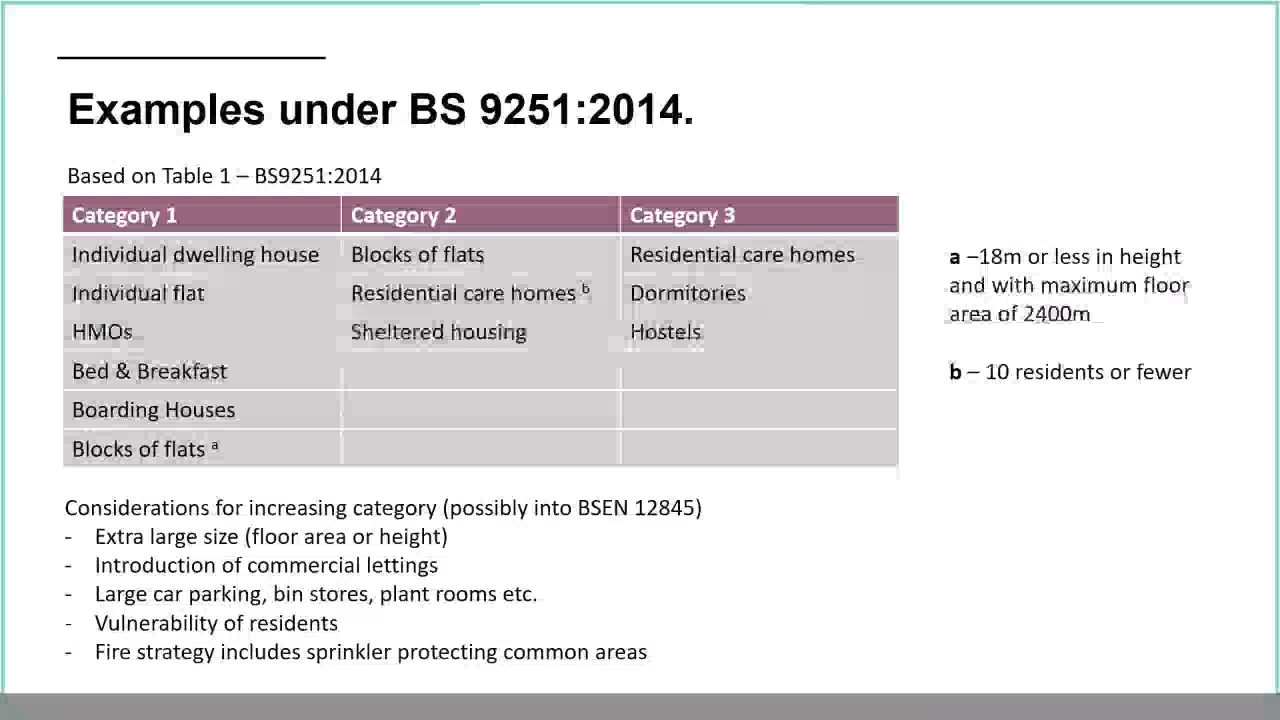 Examples under BS 9251:2014.
Based on Table 1 – BS9251:2014
Category 1 Category 2 Category 3
Individual dwelling house Blocks of flats Residential care homes
Individual flat Residential care homes b Dormitories
HMOs Sheltered housing Hostels
Bed & Breakfast
Boarding Houses
Blocks of flats a
a –18m or less in height
and with maximum floor
area of 2400m
b – 10 residents or fewer
Considerations for increasing category (possibly into BSEN 12845)
- Extra large size (floor area or height)
- Introduction of commercial lettings
- Large car parking, bin stores, plant rooms etc.
- Vulnerability of residents
- Fire strategy includes sprinkler protecting common areas